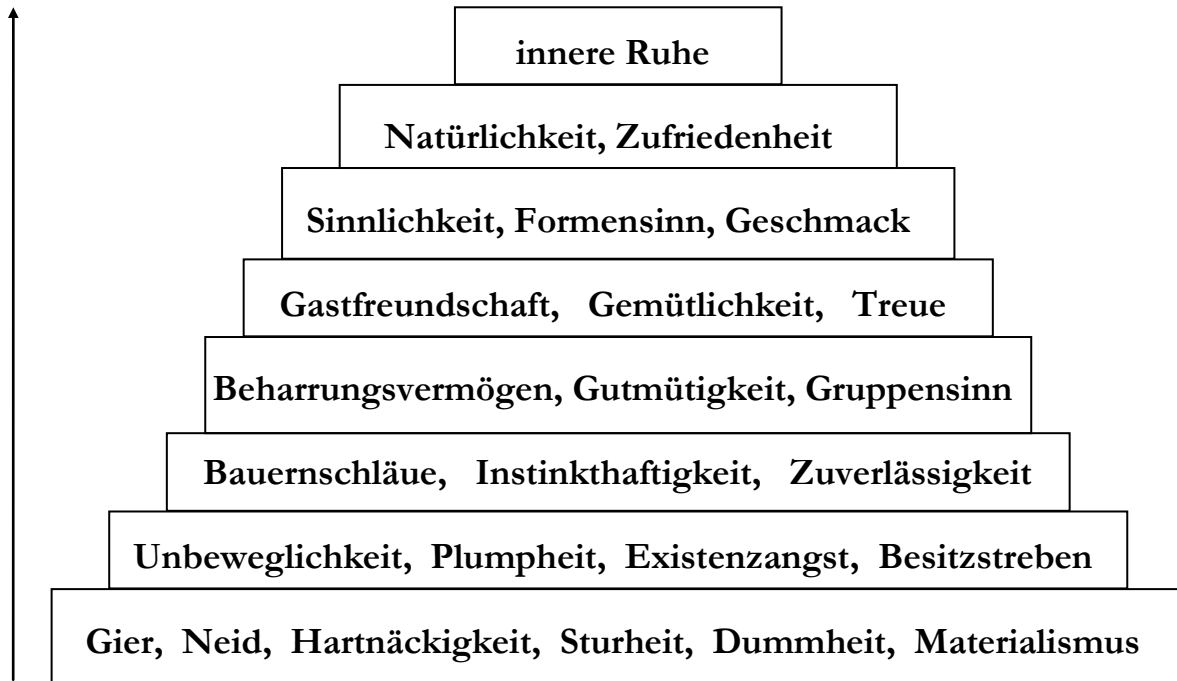 innere Ruhe
Natürlichkeit, Zufriedenheit
Sinnlichkeit, Formensinn, Geschmack
Gastfreundschaft, Gemütlichkeit, Treue
Beharrungsvermögen, Gutmütigkeit, Gruppensinn
Bauernschläue, Instinkthaftigkeit, Zuverlässigkeit
Unbeweglichkeit, Plumpheit, Existenzangst, Besitzstreben
Gier, Neid, Hartnäckigkeit, Sturheit, Dummheit, Materialismus